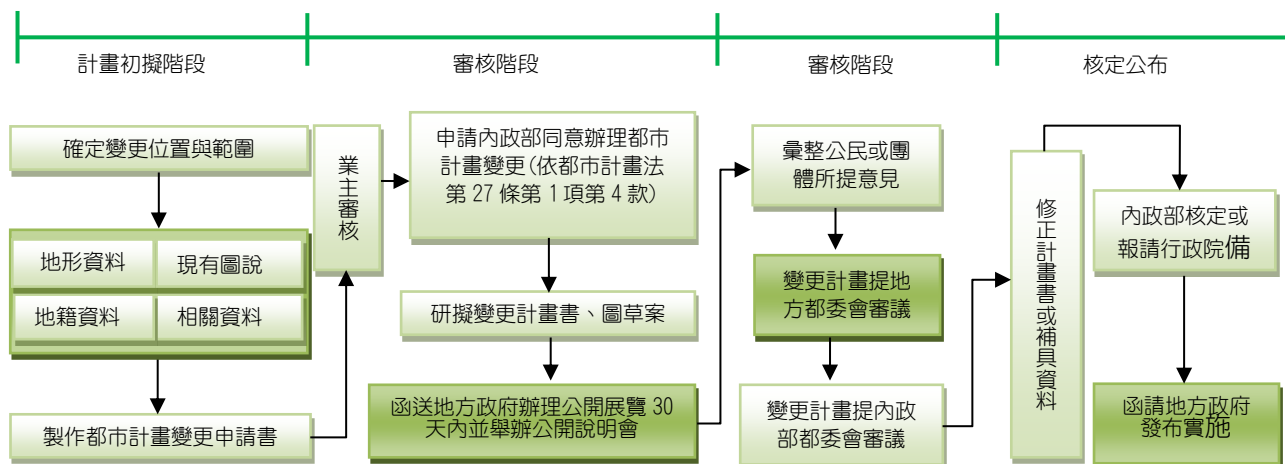 計畫初擬階段
審核階段
審核階段
核定公布
確定變更位置與範圍
地形資料
現有圖說
地籍資料
相關資料
製作都市計畫變更申請書
業
主
審
核
申請內政部同意辦理都市
計畫變更(依都市計畫法
第 27 條第 1 項第 4 款)
研擬變更計畫書、圖草案
函送地方政府辦理公開展覽 30
天內並舉辦公開說明會
彙整公民或團
體所提意見
變更計畫提地
方都委會審議
變更計畫提內政
部都委會審議
修
正
計
畫
書
或
補
具
資
料
內政部核定或
報請行政院備
函請地方政府
發布實施